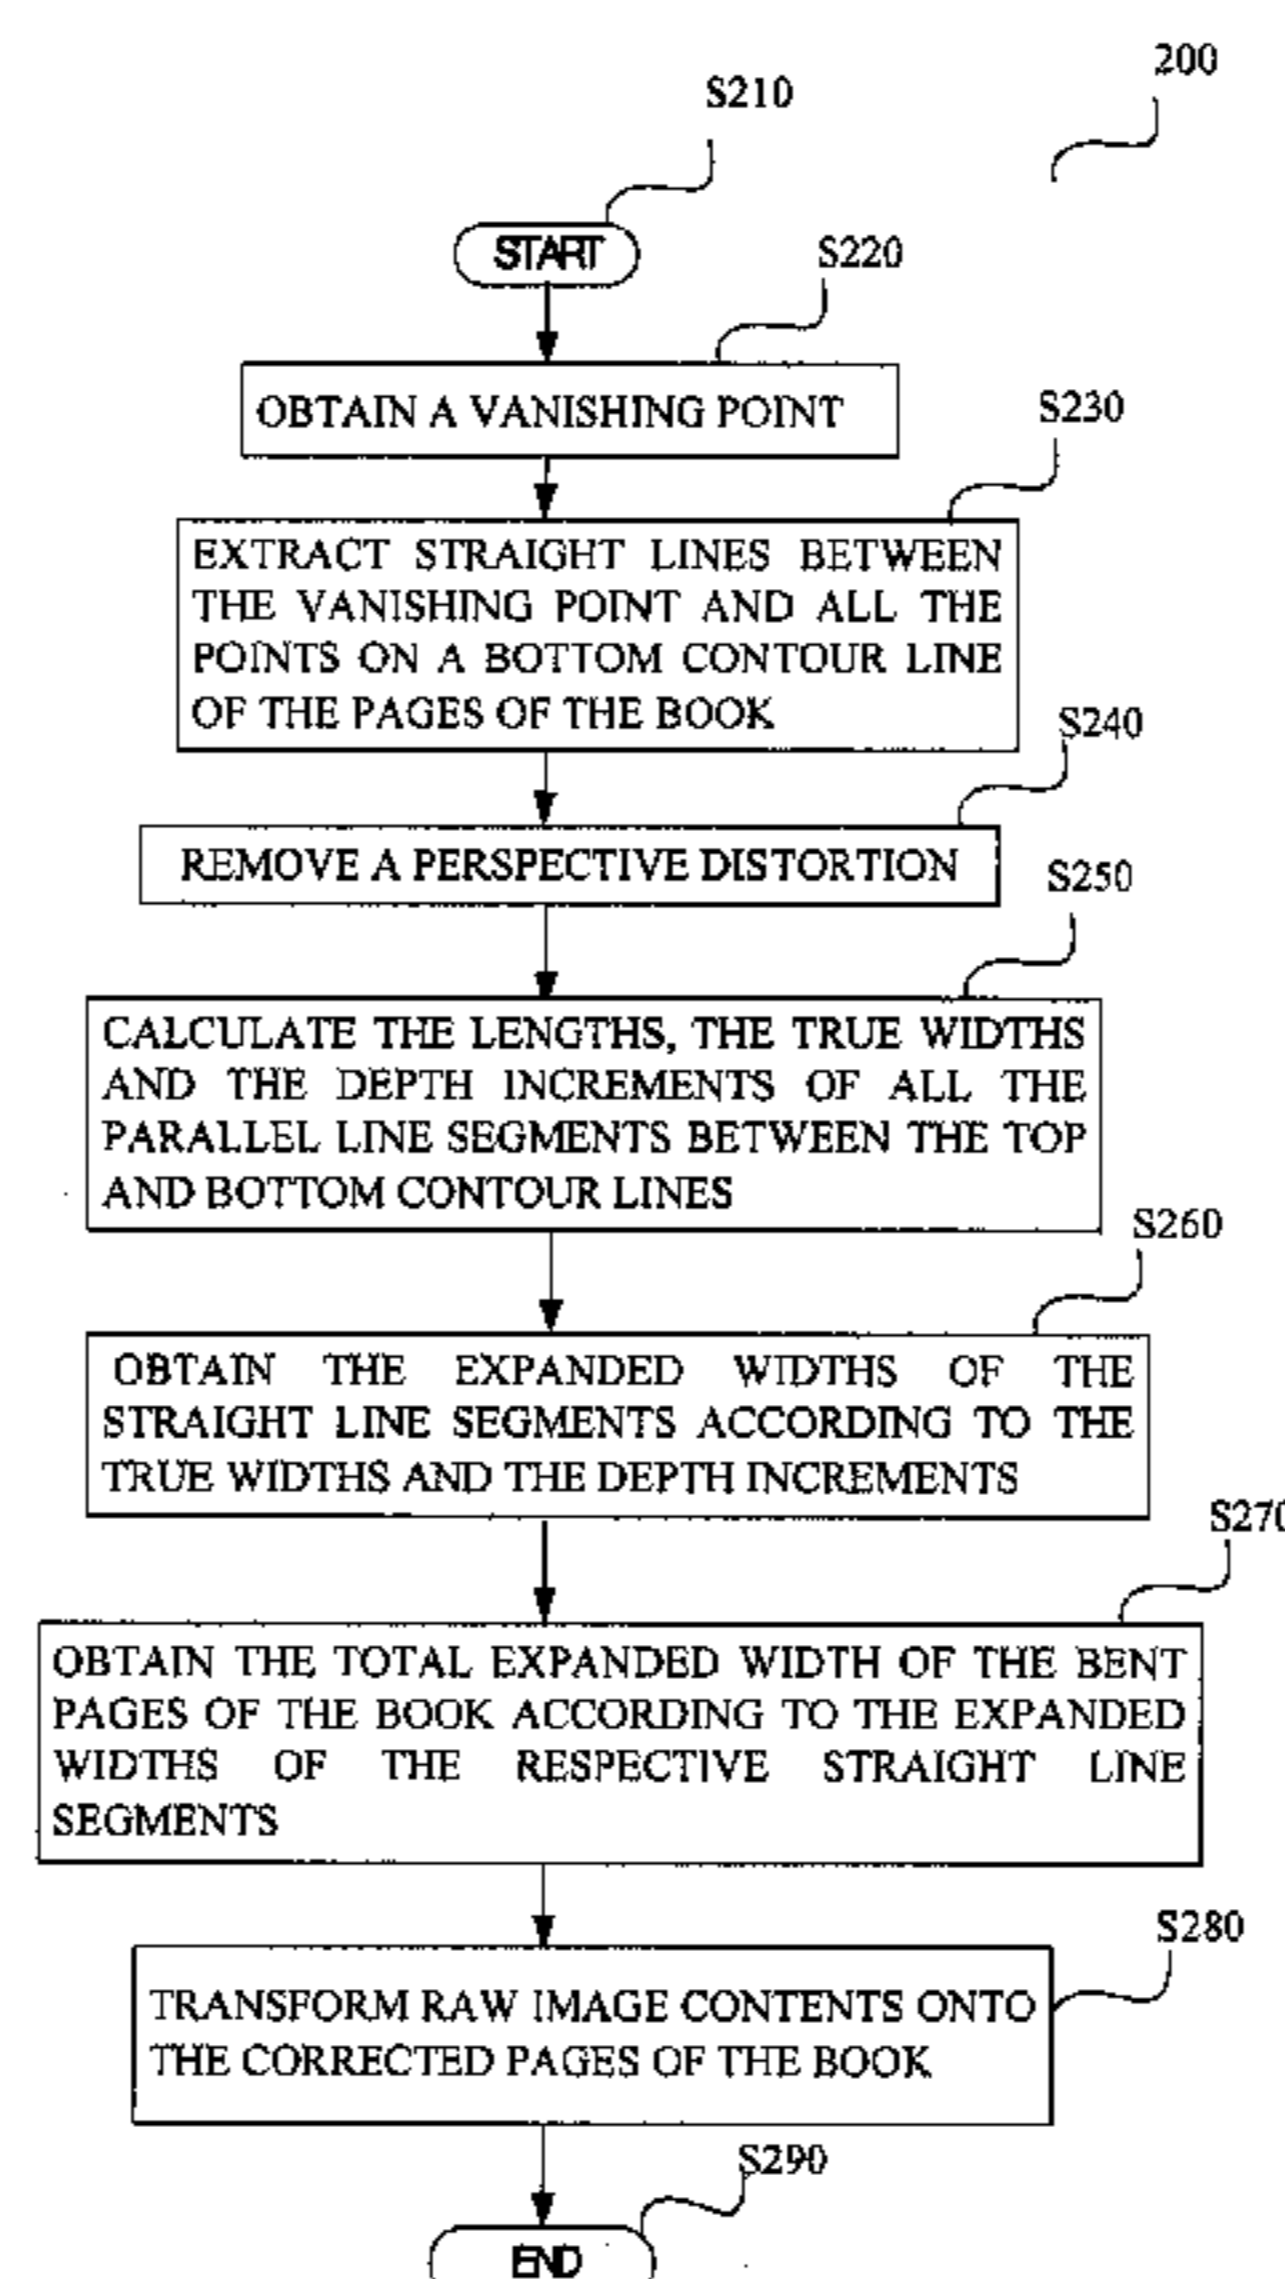 200
S210
START
S220
OBTAIN A VANISHING POINT
S230
EXTRACT STRAIGHT LINES BETWEEN
THE VANISHING POINT AND ALL THE
POINTS ON A BOTTOM CONTOUR LINE
OF THE PAGES OF THE BOOK
S240
REMOVE A PERSPECTIVE DISTORTION
S250
CALCULATE THE LENGTHS, THE TRUE WIDTHS
AND THE DEPTH INCREMENTS OF ALL THE
PARALLEL LINE SEGMENTS BETWEEN THE TOP
AND BOTTOM CONTOUR LINES
S260
OBTAIN THE EXPANDED WIDTHS OF THE
STRAIGHT LINE SEGMENTS ACCORDING TO THE
TRUE WIDTHS AND THE DEPTH INCREMENTS
S270
OBTAIN THE TOTAL EXPANDED WIDTH OF THE BENT
PAGES OF THE BOOK ACCORDING TO THE EXPANDED
WIDTHS OF THE RESPECTIVE STRAIGHT LINE
SEGMENTS
S280
TRANSFORM RAW IMAGE CONTENTS ONTO
THE CORRECTED PAGES OF THE BOOK
S290
END